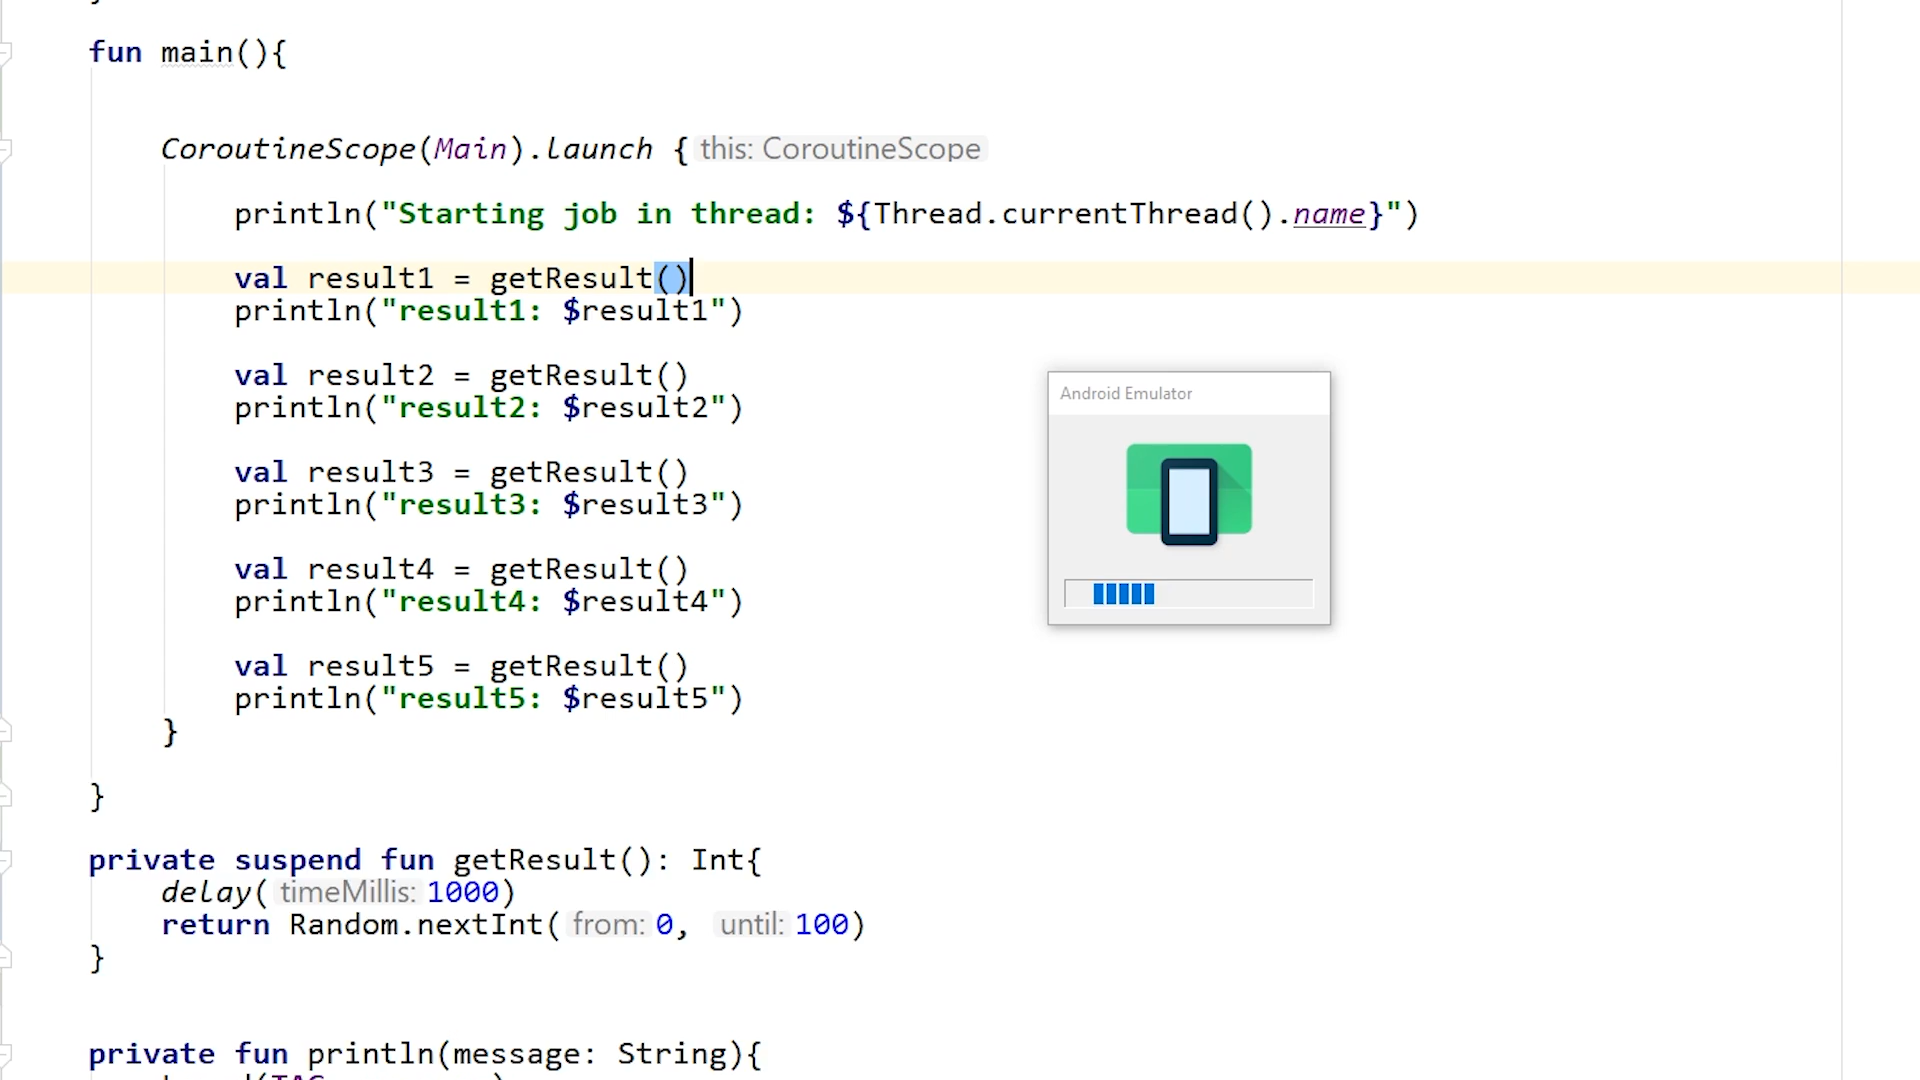 fun main(){
CoroutineScope(Main).launch { this: CoroutineScope
println("Starting job in thread: ${Thread.currentThread().name}")
val result1 = getResult()
println("result1: $result1")
val result2 = getResult()
println("result2: $result2")
val result3 = getResult()
println("result3: $result3")
val result4 = getResult()
println("result4: $result4")
val result5 = getResult()
println("result5: $result5")
}
}
Android Emulator
private suspend fun getResult(): Int{
delay( timeMillis: 1000)
return Random.nextInt( from: 0, until: 100)
}
private fun println(message: String){